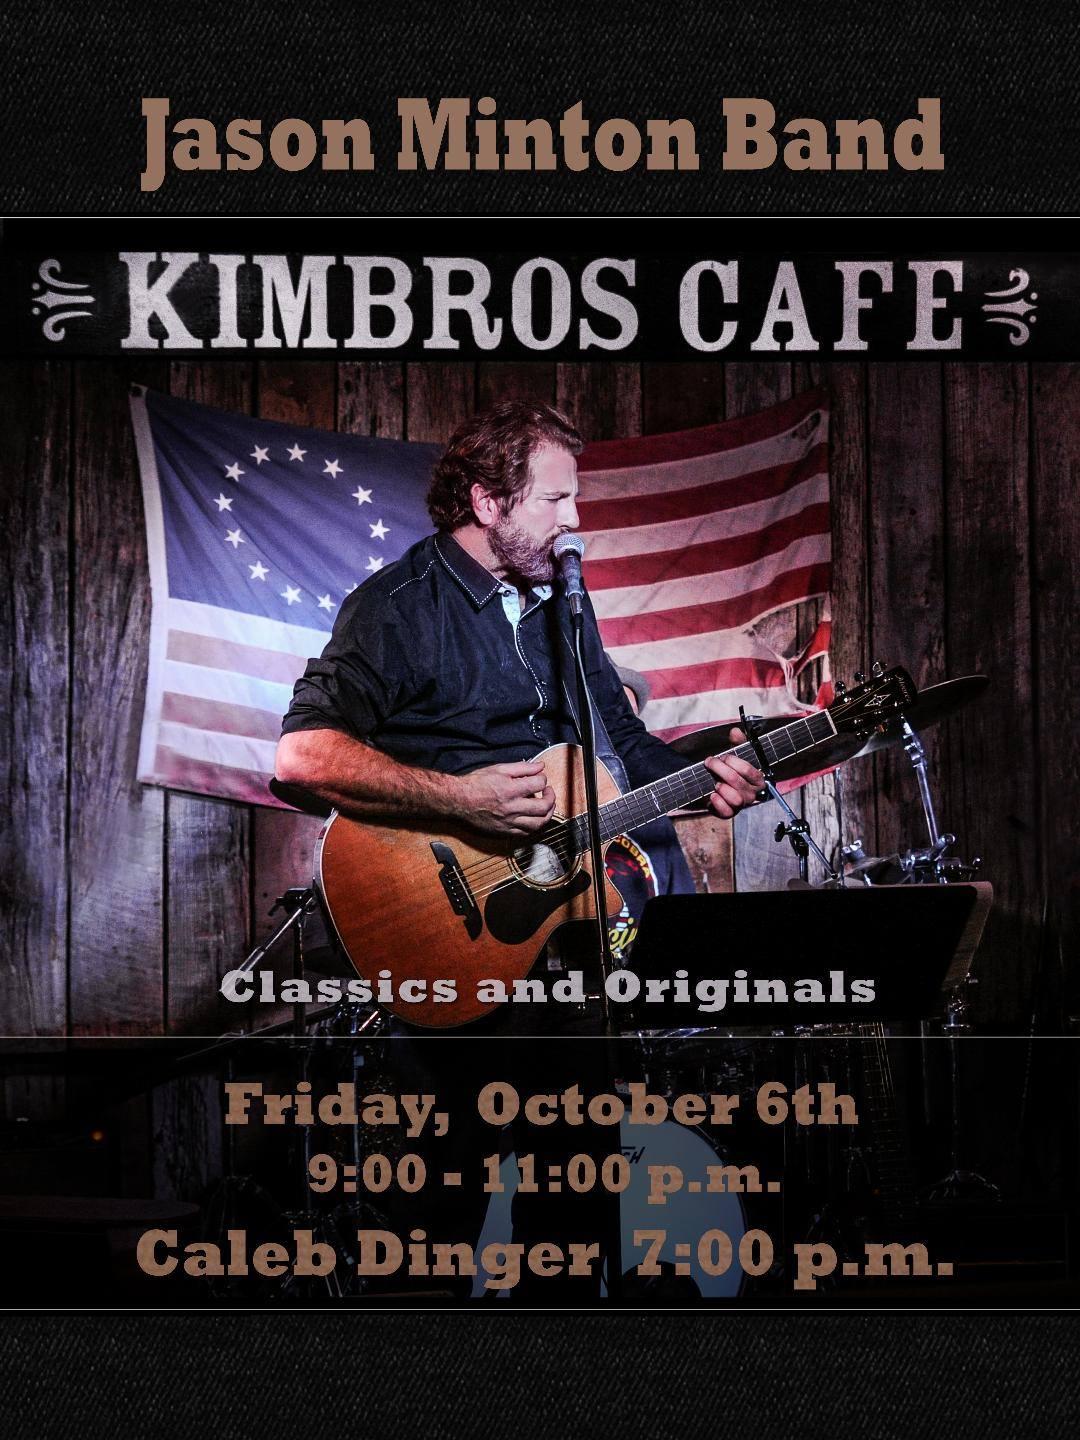 Jason Minton Band
KIMBROS CAFE
Classics and Originals
Friday, October 6th
9:00 - 11:00 p.m.
Caleb Dinger 7:00 p.m.